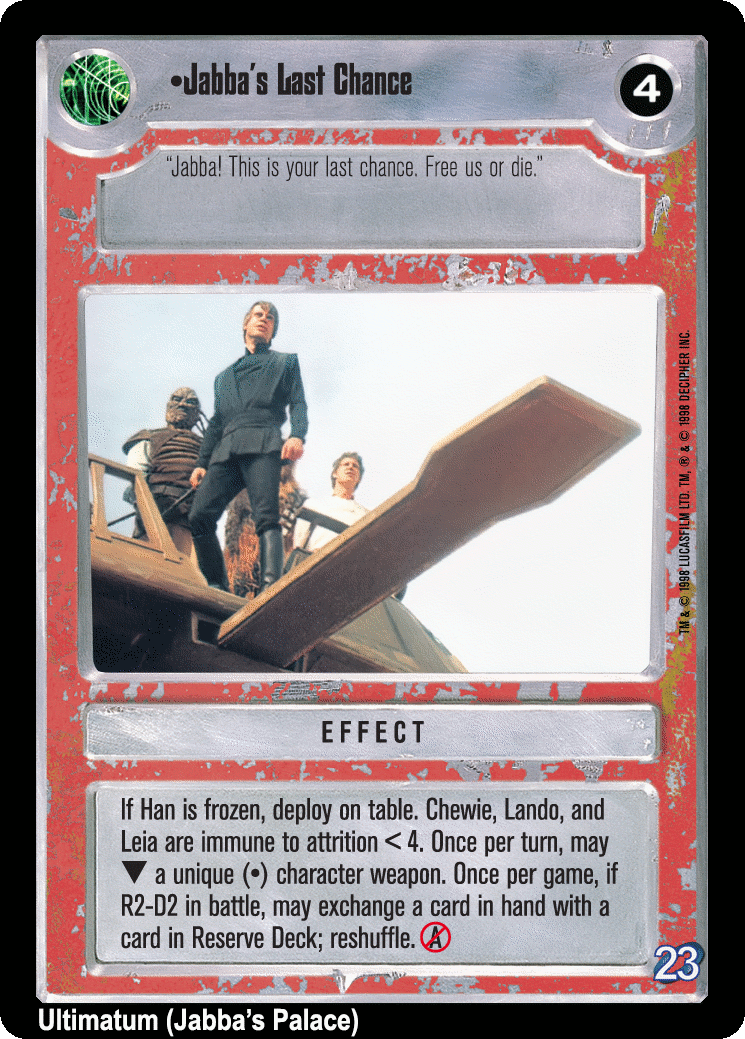 •Jabba's Last Chance
4
"Jabba! This is your last chance. Free us or die."
TM & © 1998 LUCASFILM LTD. TM, ® & © 1998 DECIPHER INC.
EFFECT
If Han is frozen, deploy on table. Chewie, Lando, and
Leia are immune to attrition < 4. Once per turn, may
▼ a unique (•) character weapon. Once per game, if
R2-D2 in battle, may exchange a card in hand with a
card in Reserve Deck; reshuffle. A
23
Ultimatum (Jabba's Palace)